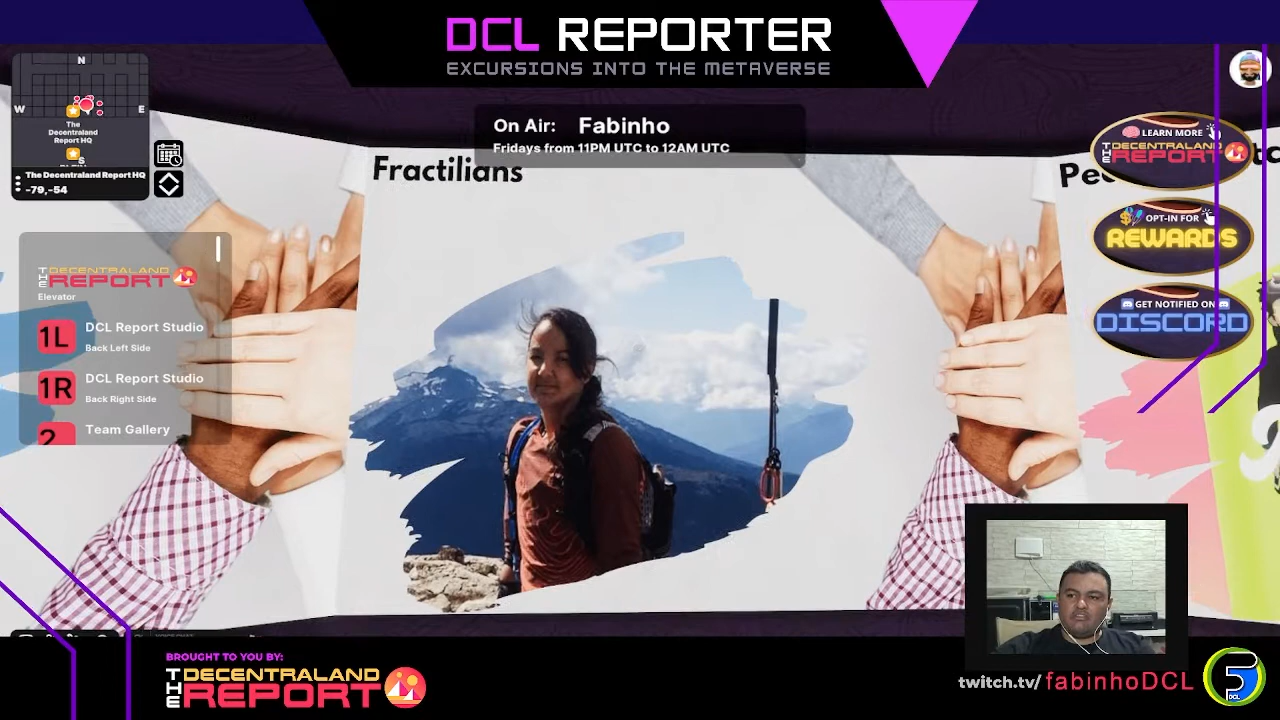 DCL REPORTER
EXCURSIONS INTO THE METAVERSE
N
W
E
The
Decentraland
Report HQ
S
The Decentraland Report HQ
-79,-54
On Air: Fabinho
Fridays from 11PM UTC to 12AM UTC
Fractilians
LEARN MORE
THE DECENTRALAND
REPORT
OPT-IN FOR
REWARDS
GET NOTIFIED ON
DISCORD
THE DECENTRALAND
REPORT
Elevator
1L
DCL Report Studio
Back Left Side
1R
DCL Report Studio
Back Right Side
2
Team Gallery
BROUGHT TO YOU BY:
THE DECENTRALAND
REPORT
twitch.tv/fabinhoDCL
5
DCL